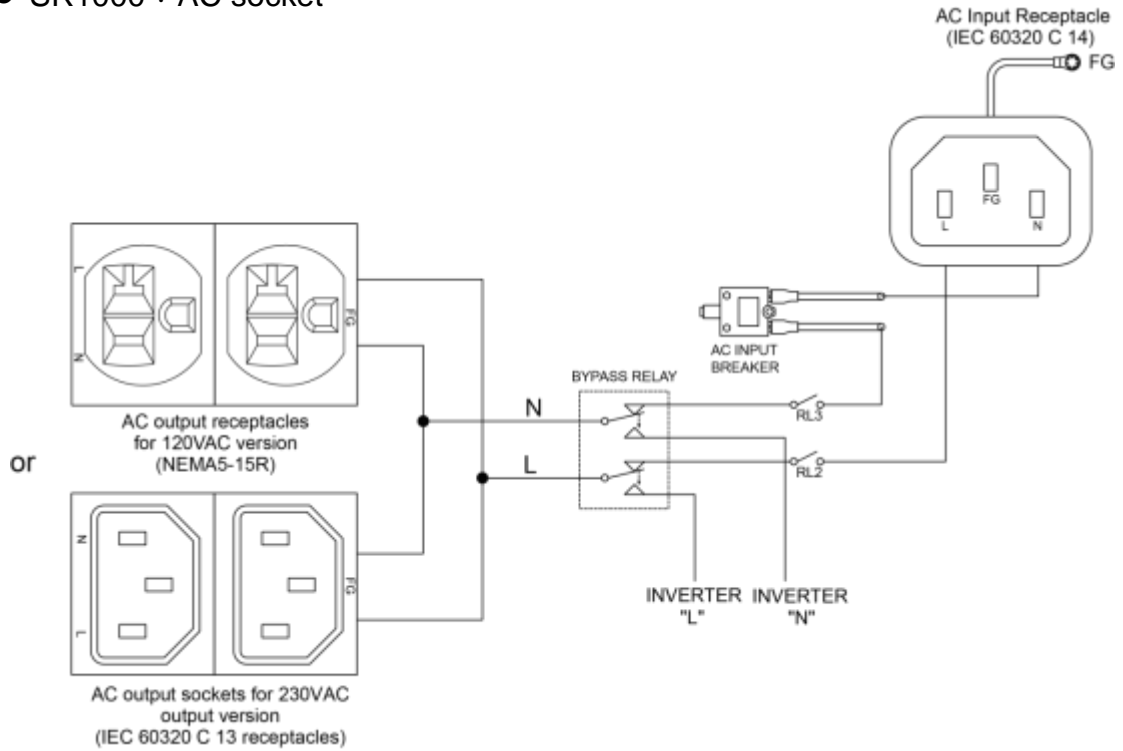 AC Input Receptacle
(IEC 60320 C 14)
FG
FG
L
N
L
N
FG
AC INPUT
BREAKER
BYPASS RELAY
AC output receptacles
for 120VAC version
(NEMA5-15R)
N
RL3
or
L
RL2
N
L
FG
INVERTER
"L"
INVERTER
"N"
AC output sockets for 230VAC
output version
(IEC 60320 C 13 receptacles)